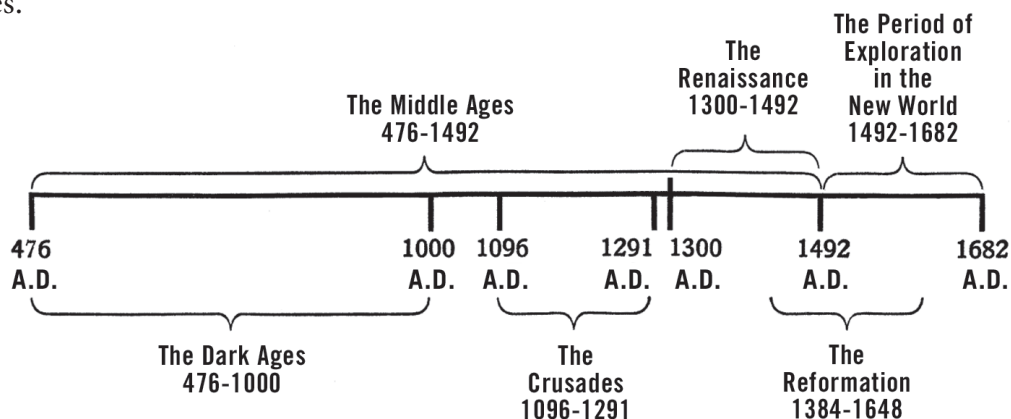 es.
The Period of
Exploration
in the
New World
1492-1682
The
Renaissance
1300-1492
The Middle Ages
476-1492
476 A.D.
1000 A.D.
1096 A.D.
1291 A.D.
1300 A.D.
1492 A.D.
1682 A.D.
The Dark Ages
476-1000
The
Crusades
1096-1291
The
Reformation
1384-1648